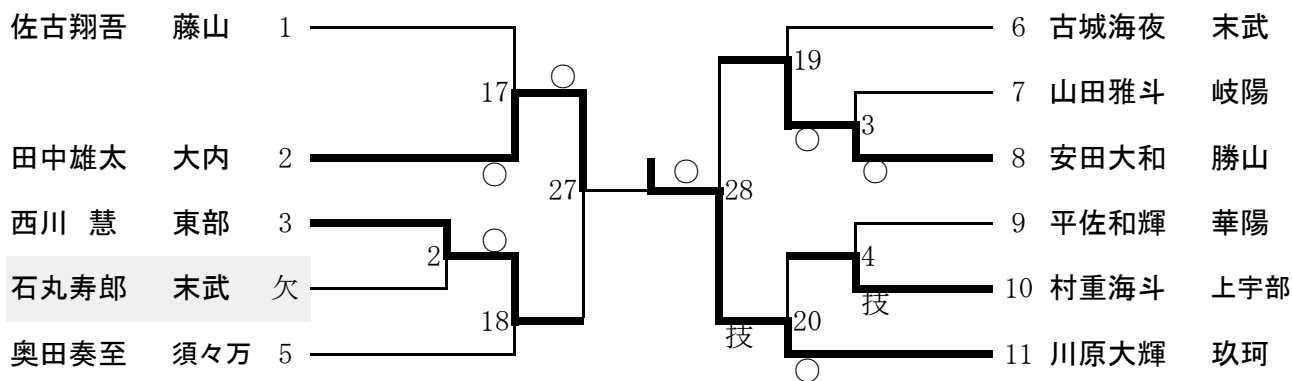 佐古翔吾 藤山 1
田中雄太 大内 2
西川 慧 東部 3
石丸寿郎 末武 欠
奥田奏至 須々万 5
17
○
○
2
○
18
27
○
28
19
○
3
○
4
技
20
技
○
6 古城海夜 末武
7 山田雅斗 岐陽
8 安田大和 勝山
9 平佐和輝 華陽
10 村重海斗 上宇部
11 川原大輝 玖珂